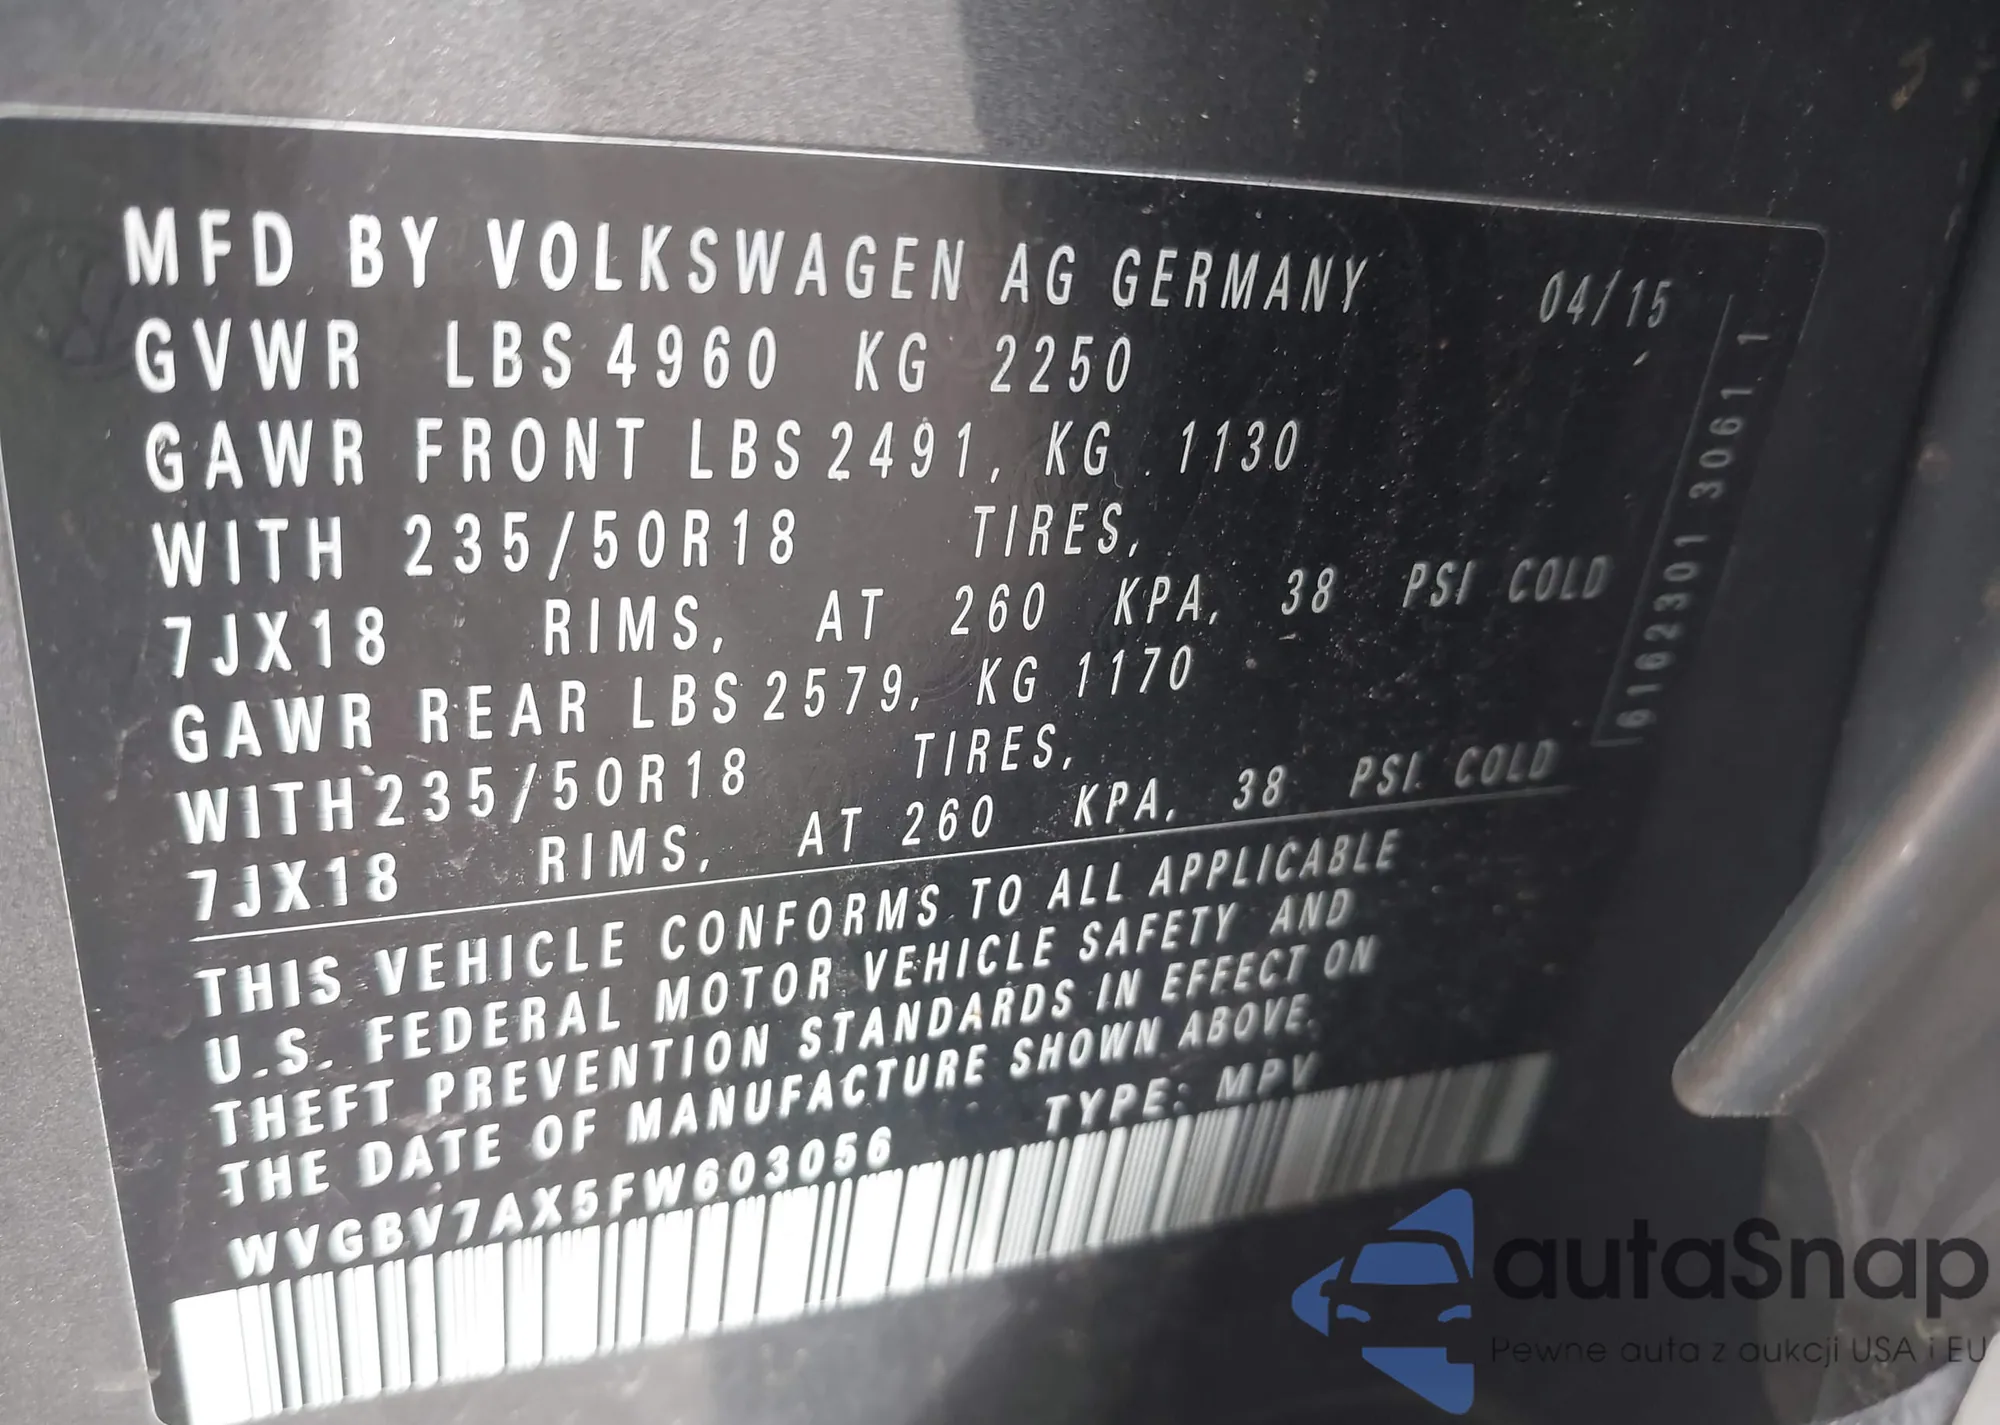 MFD BY VOLKSWAGEN AG GERMANY 04/15
GVWR LBS 4960 KG 2250
GAWR FRONT LBS 2491, KG 1130
WITH 235/50R18 TIRES,
7JX18 RIMS, AT 260 KPA, 38 PSI COLD
GAWR REAR LBS 2579, KG 1170
WITH 235/50R18 TIRES,
7JX18 RIMS, AT 260 KPA, 38 PSI. COLD
THIS VEHICLE CONFORMS TO ALL APPLICABLE
U.S. FEDERAL MOTOR VEHICLE SAFETY AND
THEFT PREVENTION STANDARDS IN EFFECT ON
THE DATE OF MANUFACTURE SHOWN ABOVE.
WVGBV7AX5FW603056 TYPE: MPV
6162301 3061 1
autaSnap
Pewne auta z aukcji USA i EU